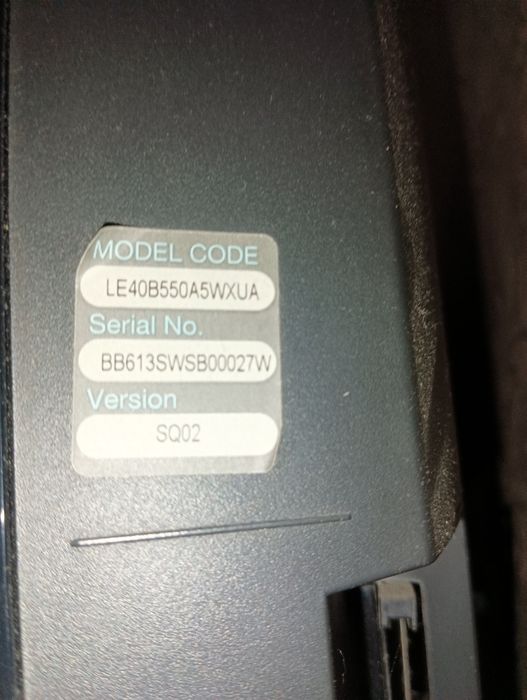 MODEL CODE
LE40B550A5WXUA
Serial No.
BB613SWSB00027W
Version
SQ02